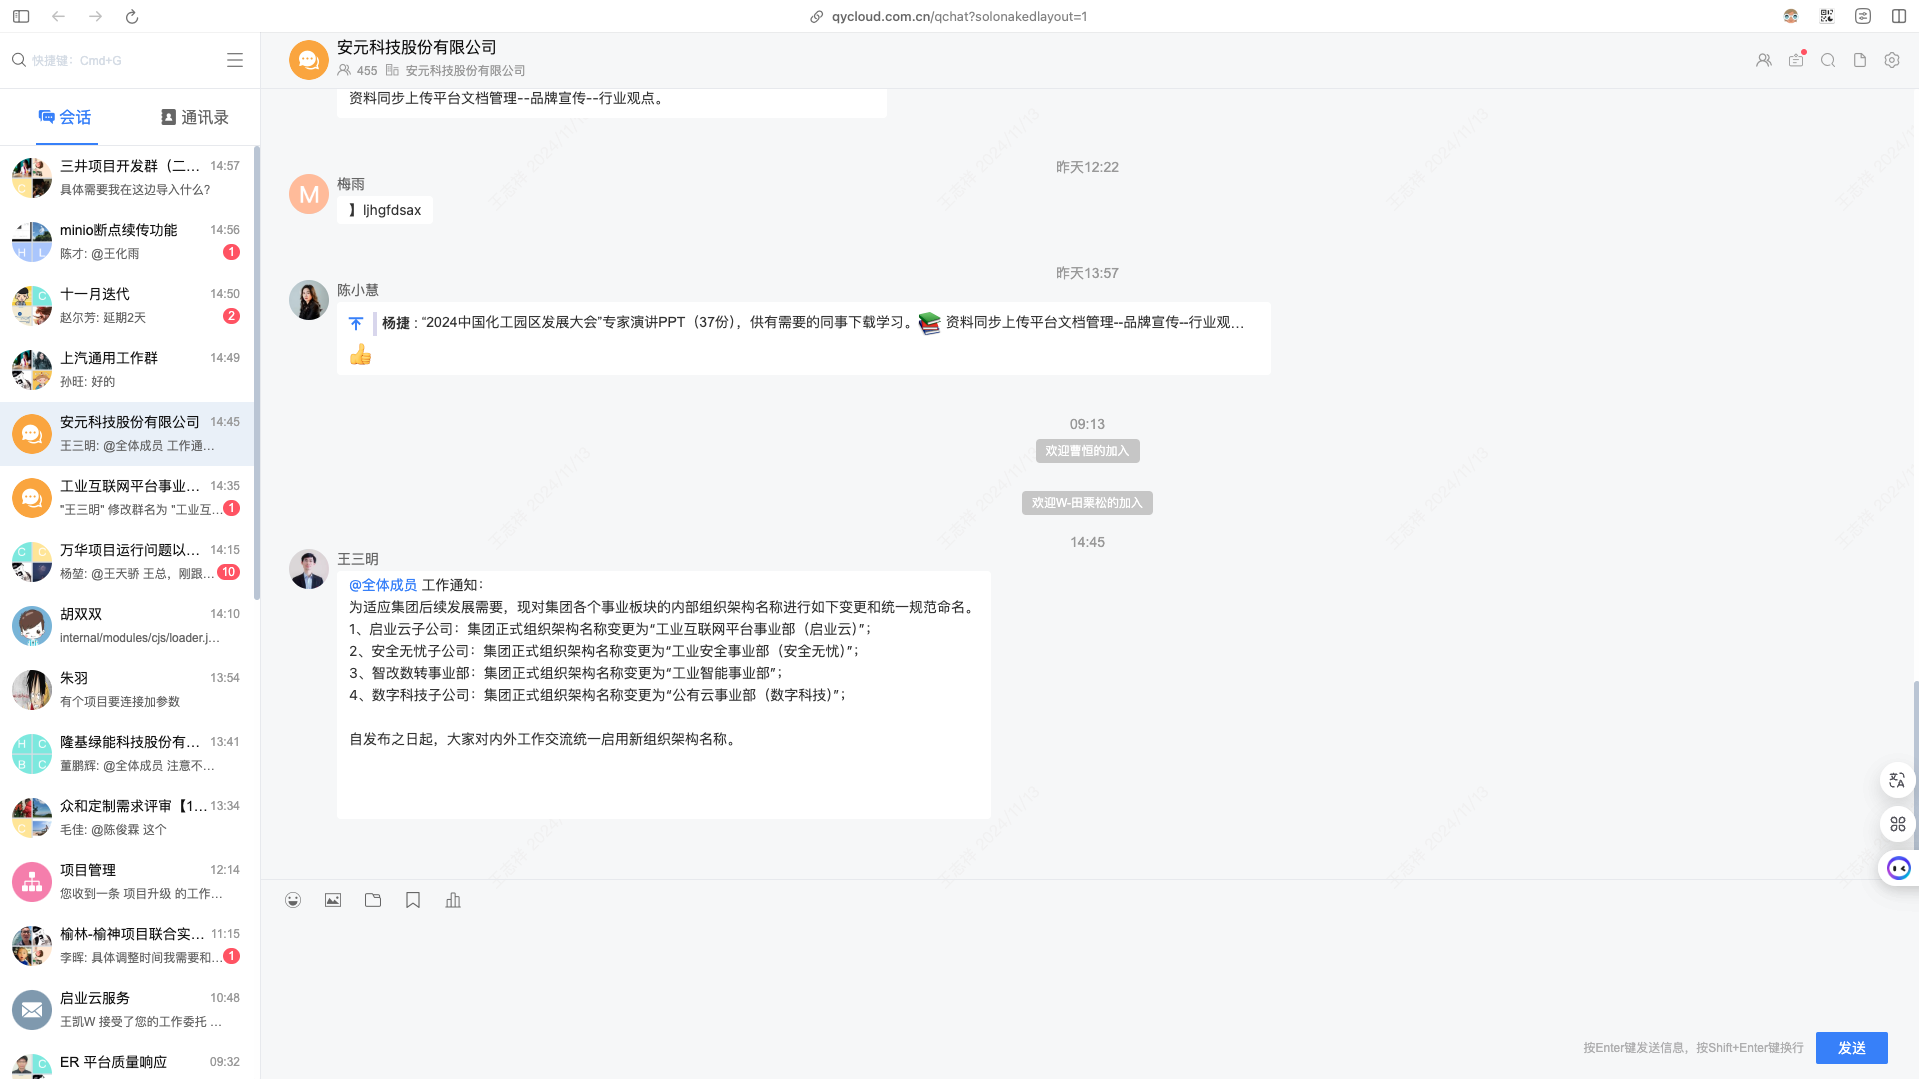 qycloud.com.cn/qchat?solonakedlayout=1
快捷键：Cmd+G
会话
通讯录
三井项目开发群（二...
14:57
具体需要我在这边导入什么?
minio断点续传功能
14:56
陈才: @王化雨
1
十一月迭代
14:50
赵尔芳: 延期2天
2
上汽通用工作群
14:49
孙旺: 好的
安元科技股份有限公司
14:45
王三明: @全体成员 工作通...
工业互联网平台事业...
14:35
"王三明" 修改群名为 "工业互...
1
万华项目运行问题以...
14:15
杨堃: @王天骄 王总，刚跟...
10
胡双双
14:10
internal/modules/cjs/loader.j...
朱羽
13:54
有个项目要连接加参数
隆基绿能科技股份有...
13:41
董鹏辉: @全体成员 注意不...
众和定制需求评审【1...
13:34
毛佳: @陈俊霖 这个
项目管理
12:14
您收到一条 项目升级 的工作...
榆林-榆神项目联合实...
11:15
李晖: 具体调整时间我需要和...
1
启业云服务
10:48
王凯W 接受了您的工作委托 ...
ER 平台质量响应
09:32
安元科技股份有限公司
455 安元科技股份有限公司
资料同步上传平台文档管理--品牌宣传--行业观点。
昨天12:22
M
梅雨
】ljhgfdsax
昨天13:57
陈小慧
杨捷 : “2024中国化工园区发展大会”专家演讲PPT（37份），供有需要的同事下载学习。📚 资料同步上传平台文档管理--品牌宣传--行业观...
👍
09:13
欢迎曹恒的加入
欢迎W-田栗松的加入
14:45
王三明
@全体成员 工作通知：
为适应集团后续发展需要，现对集团各个事业板块的内部组织架构名称进行如下变更和统一规范命名。
1、启业云子公司：集团正式组织架构名称变更为“工业互联网平台事业部（启业云）”；
2、安全无忧子公司：集团正式组织架构名称变更为“工业安全事业部（安全无忧）”；
3、智改数转事业部：集团正式组织架构名称变更为“工业智能事业部”；
4、数字科技子公司：集团正式组织架构名称变更为“公有云事业部（数字科技）”；
自发布之日起，大家对内外工作交流统一启用新组织架构名称。
按Enter键发送信息，按Shift+Enter键换行
发送
王志祥 2024/11/13